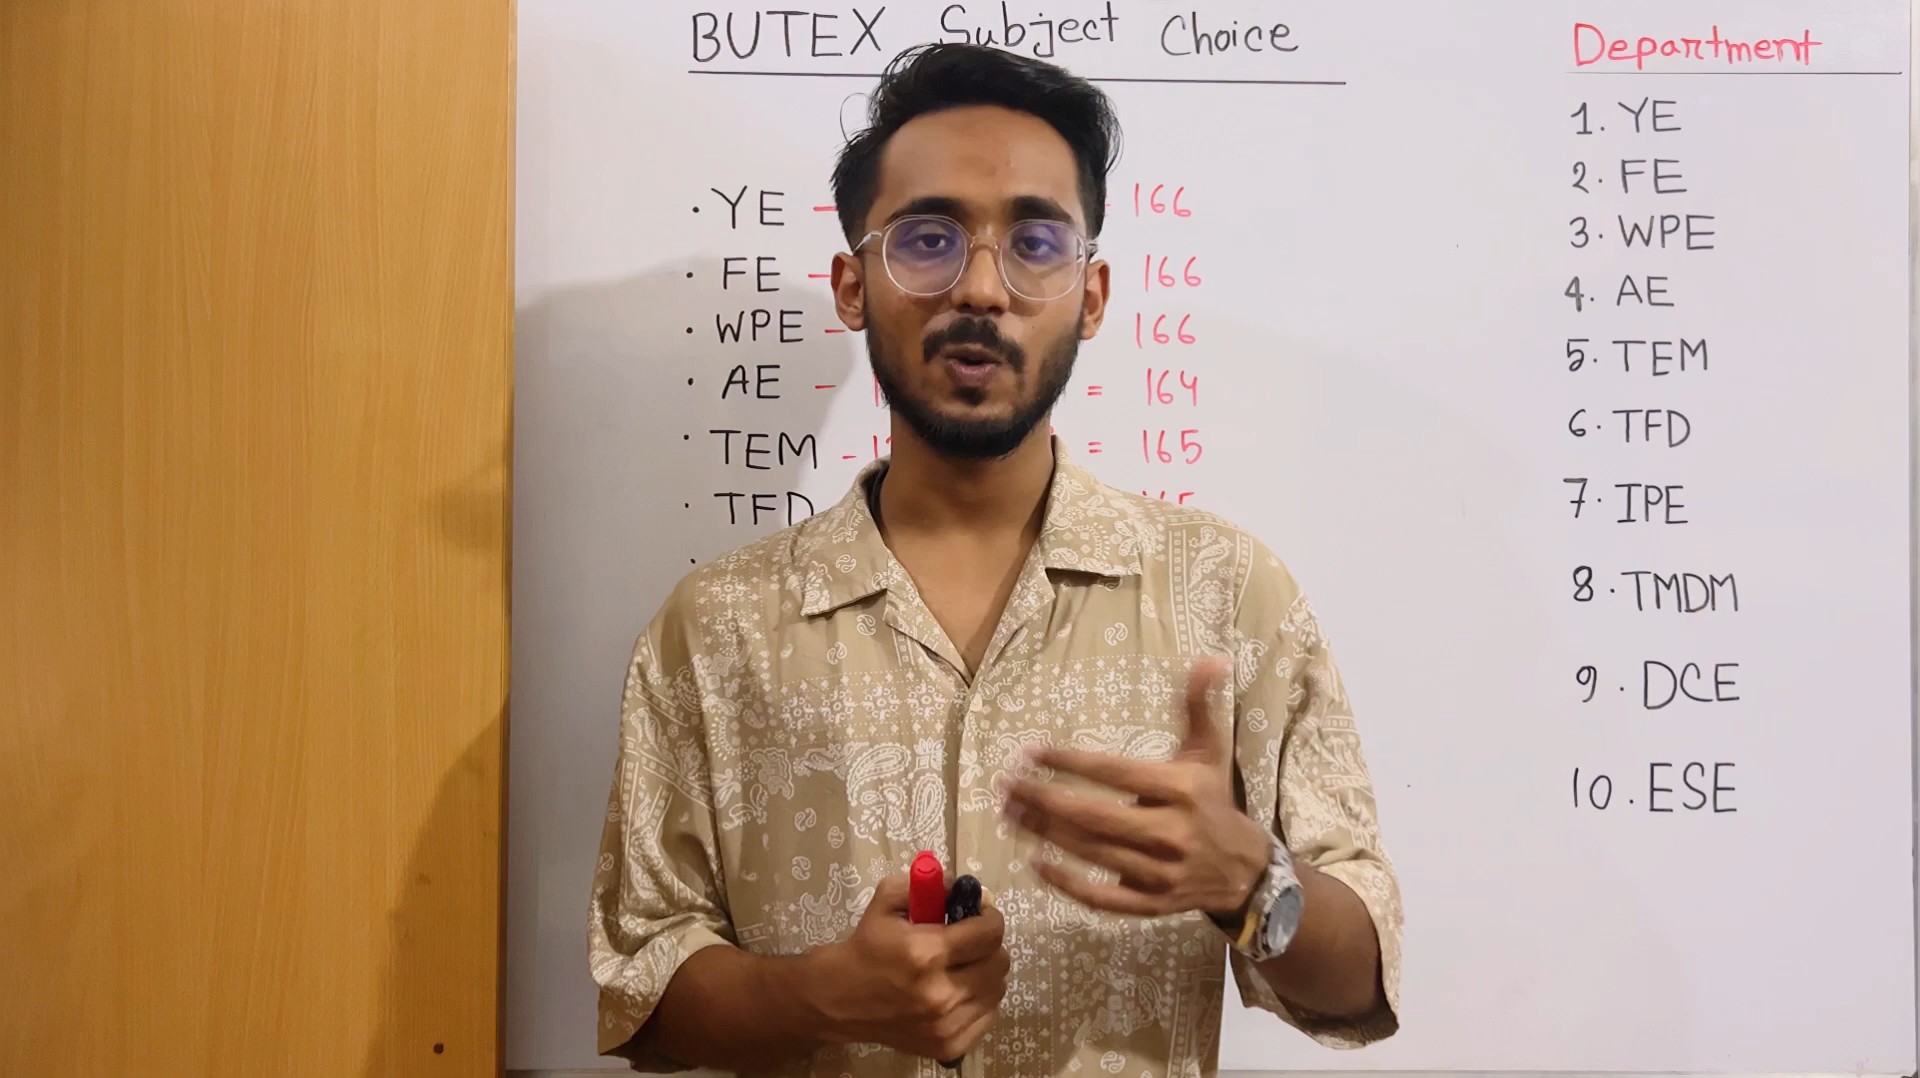 BUTEX Subject Choice
· YE - 166
· FE - 166
· WPE - 166
· AE - = 164
· TEM - = 165
· TFD
·
Department
1. YE
2. FE
3. WPE
4. AE
5. TEM
6. TFD
7. IPE
8. TMDM
9. DCE
10. ESE